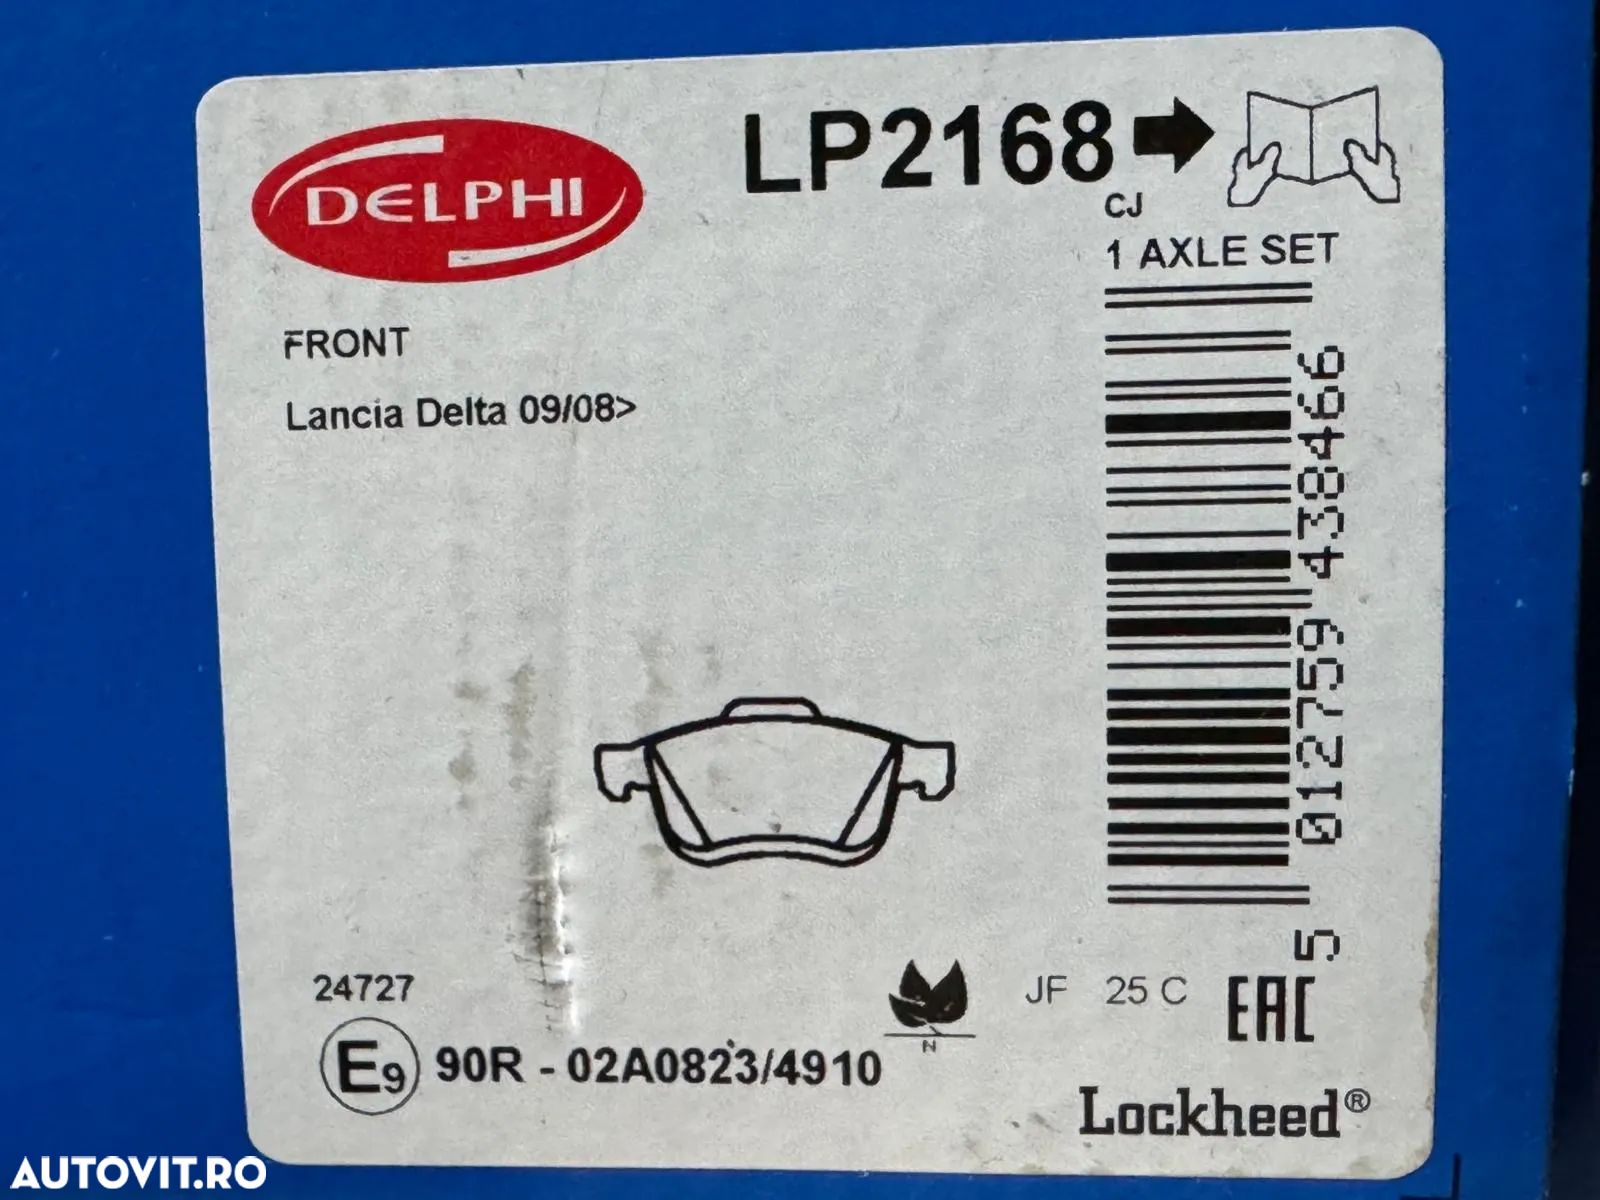 DELPHI
LP2168
CJ
1 AXLE SET
FRONT
Lancia Delta 09/08>
5 012759 438466
24727
E9 90R - 02A0823/4910
N
JF 25 C
EAC
Lockheed®
AUTOVIT.RO